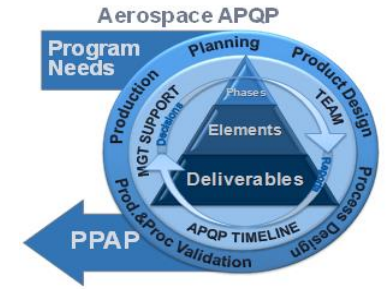 Aerospace APQP
Program
Needs
Planning
Product Design
Process Design
Prod.&Proc Validation
Production
MGT SUPPORT
TEAM
APQP TIMELINE
Decisions
Reports
Phases
Elements
Deliverables
PPAP